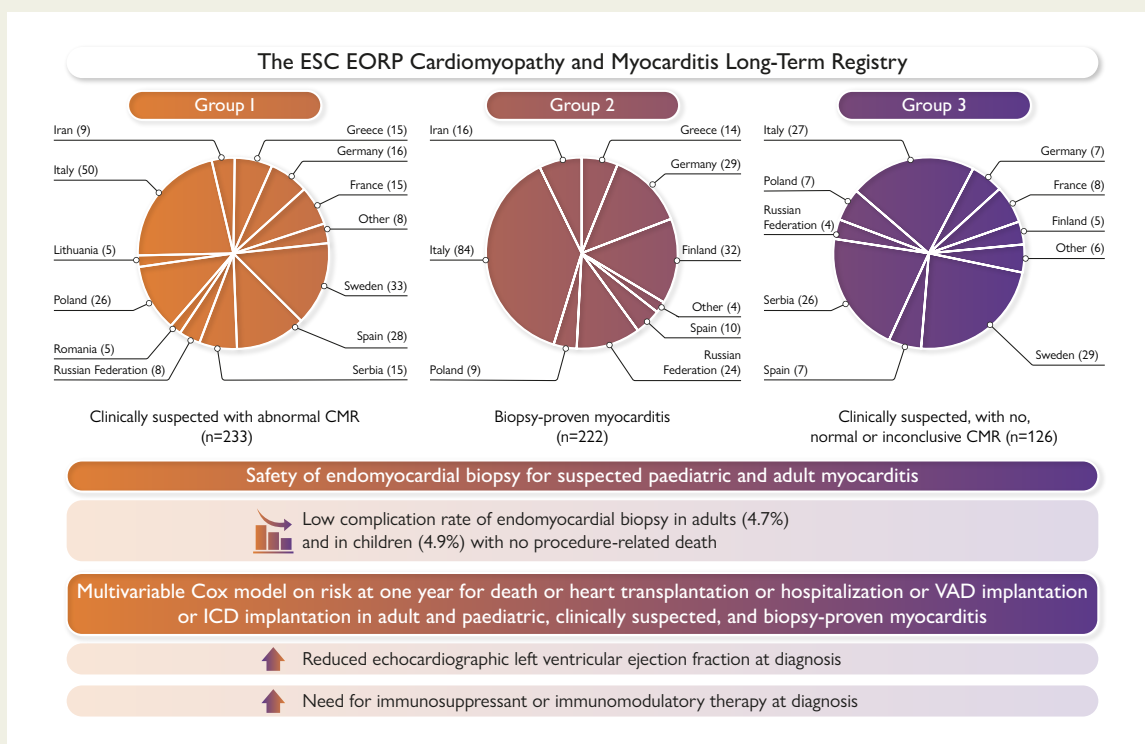 The ESC EORP Cardiomyopathy and Myocarditis Long-Term Registry
Group 1
Iran (9)
Italy (50)
Lithuania (5)
Poland (26)
Romania (5)
Russian Federation (8)
Greece (15)
Germany (16)
France (15)
Other (8)
Sweden (33)
Spain (28)
Serbia (15)
Clinically suspected with abnormal CMR
(n=233)
Group 2
Iran (16)
Italy (84)
Poland (9)
Greece (14)
Germany (29)
Finland (32)
Other (4)
Spain (10)
Russian
Federation (24)
Biopsy-proven myocarditis
(n=222)
Group 3
Italy (27)
Poland (7)
Russian
Federation (4)
Serbia (26)
Spain (7)
Germany (7)
France (8)
Finland (5)
Other (6)
Sweden (29)
Clinically suspected, with no,
normal or inconclusive CMR (n=126)
Safety of endomyocardial biopsy for suspected paediatric and adult myocarditis
Low complication rate of endomyocardial biopsy in adults (4.7%)
and in children (4.9%) with no procedure-related death
Multivariable Cox model on risk at one year for death or heart transplantation or hospitalization or VAD implantation
or ICD implantation in adult and paediatric, clinically suspected, and biopsy-proven myocarditis
Reduced echocardiographic left ventricular ejection fraction at diagnosis
Need for immunosuppressant or immunomodulatory therapy at diagnosis